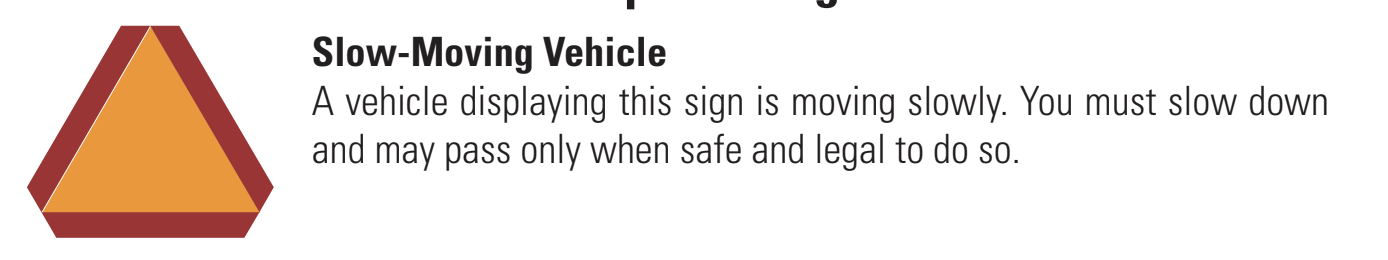 Slow-Moving Vehicle
A vehicle displaying this sign is moving slowly. You must slow down
and may pass only when safe and legal to do so.